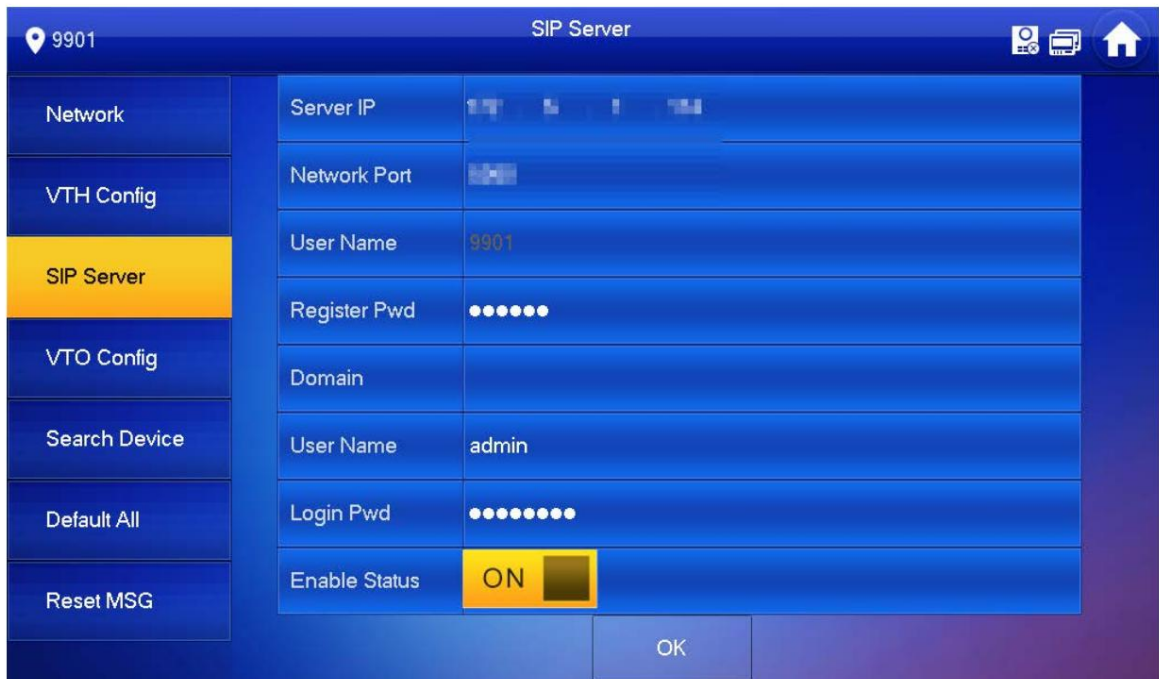 9901
SIP Server
Network
VTH Config
SIP Server
VTO Config
Search Device
Default All
Reset MSG
Server IP
Network Port
User Name 9901
Register Pwd ●●●●●●
Domain
User Name admin
Login Pwd ●●●●●●●●
Enable Status ON
OK